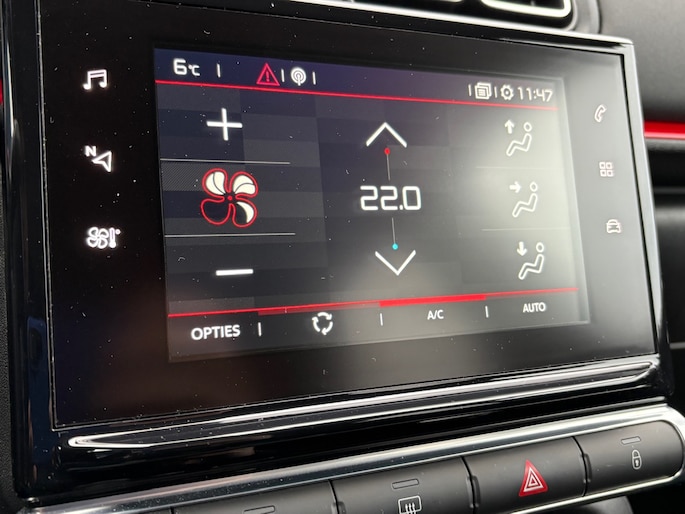 6°C 11:47
N
22.0
OPTIES A/C AUTO